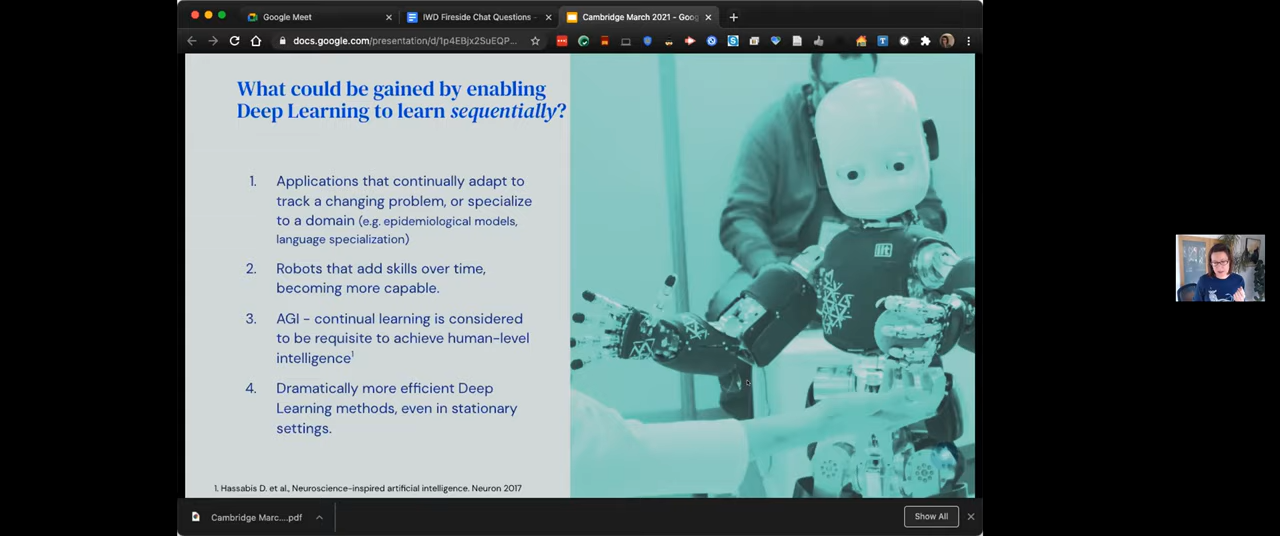 Google Meet
IWD Fireside Chat Questions -
Cambridge March 2021 - Goog
docs.google.com/presentation/d/1p4EBjx2SuEQP...
What could be gained by enabling
Deep Learning to learn sequentially?
1. Applications that continually adapt to
track a changing problem, or specialize
to a domain (e.g. epidemiological models,
language specialization)
2. Robots that add skills over time,
becoming more capable.
3. AGI - continual learning is considered
to be requisite to achieve human-level
intelligence1
4. Dramatically more efficient Deep
Learning methods, even in stationary
settings.
1. Hassabis D. et al., Neuroscience-inspired artificial intelligence. Neuron 2017
Cambridge Marc....pdf
Show All